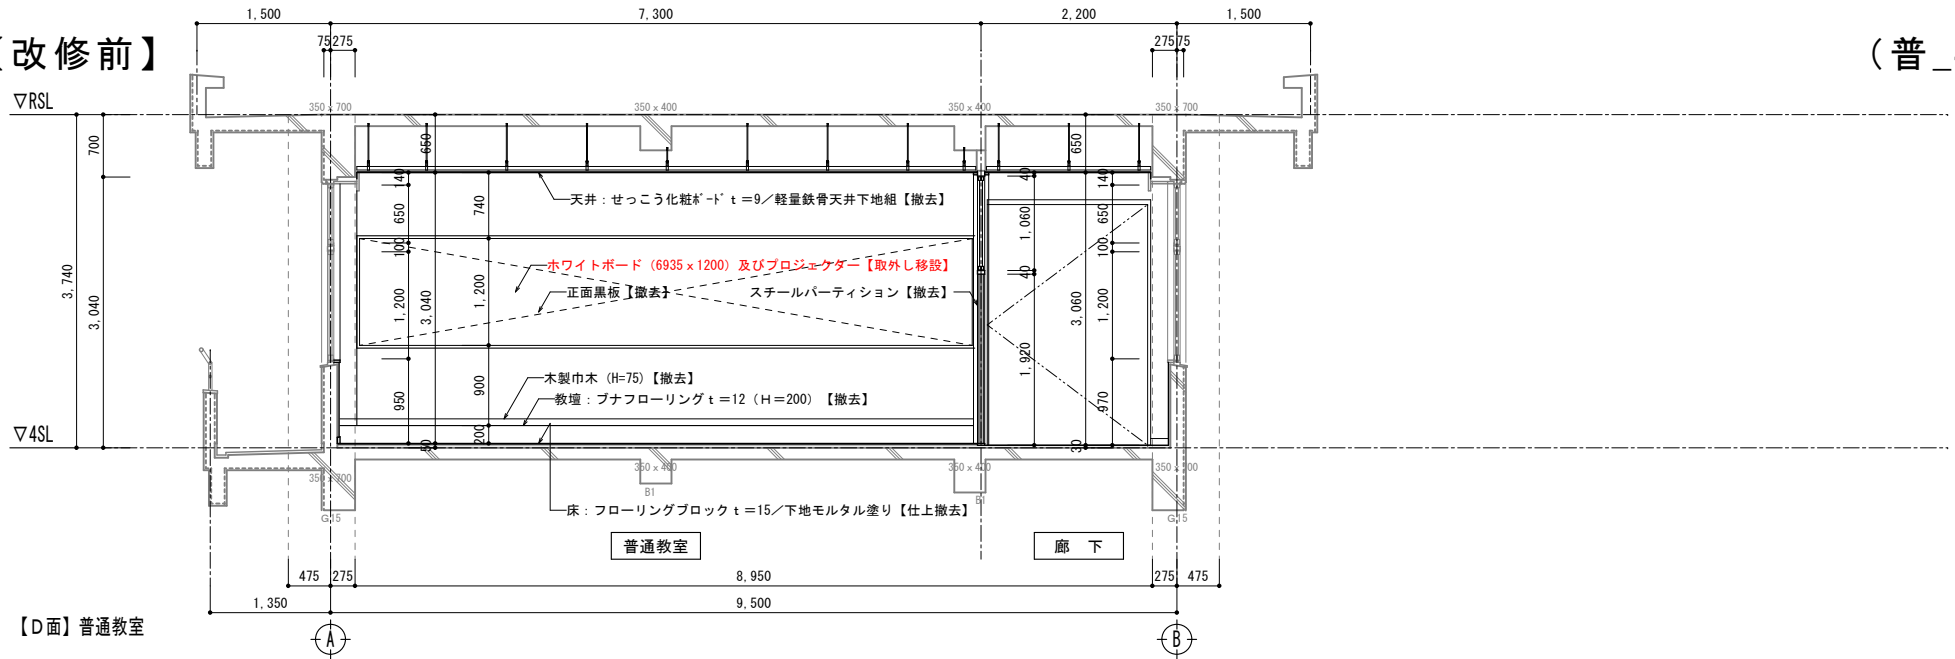 1,500
7,300
2,200
1,500
【改修前】
75 275
275 75
(普_
▽RSL
350 x 700
350 x 400
350 x 400
350 x 700
700
650
650
140
40
140
天井：せっこう化粧ﾎﾞｰﾄﾞｔ＝9／軽量鉄骨天井下地組【撤去】
740
650
1,060
650
100
100
ホワイトボード (6935 x 1200) 及びプロジェクター【取外し移設】
40
正面黒板【撤去】
スチールパーティション【撤去】
3,740
3,040
1,200
3,040
1,200
3,060
1,200
1,920
木製巾木 (H=75)【撤去】
教壇：ブナフローリングｔ＝12（Ｈ＝200）【撤去】
950
900
970
▽4SL
50
200
30
350 x 700
350 x 400
350 x 400
B1
B1
床：フローリングブロックｔ＝15／下地モルタル塗り【仕上撤去】
G15
G15
普通教室
廊　下
475
275
8,950
275
475
1,350
9,500
【Ｄ面】普通教室
A
B